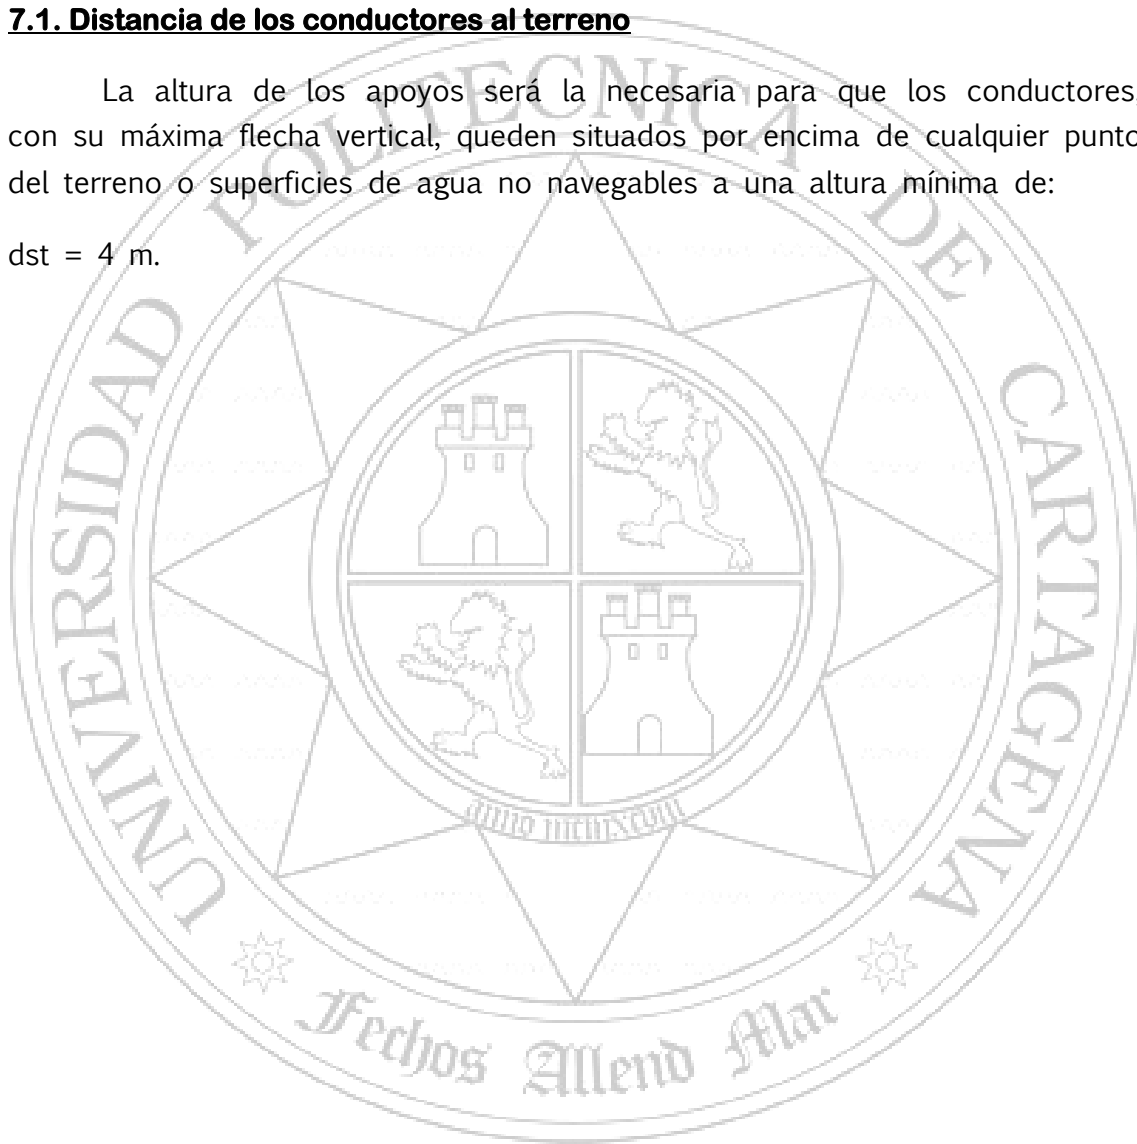 7.1. Distancia de los conductores al terreno
La altura de los apoyos será la necesaria para que los conductores,
con su máxima flecha vertical, queden situados por encima de cualquier punto
del terreno o superficies de agua no navegables a una altura mínima de:
dst = 4 m.
UNIVERSIDAD POLITECNICA DE CARTAGENA
anno mcmxcviii
Fechos Allend Mar